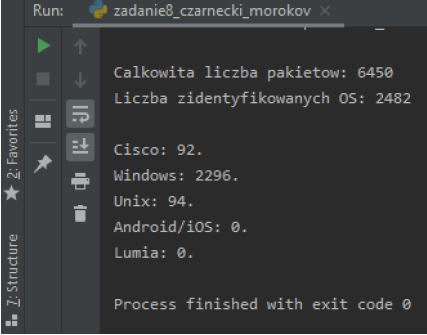 Run: zadanie8_czarnecki_morokov ×
Calkowita liczba pakietow: 6450
Liczba zidentyfikowanych OS: 2482
Cisco: 92.
Windows: 2296.
Unix: 94.
Android/iOS: 0.
Lumia: 0.
Process finished with exit code 0
2: Favorites
7: Structure